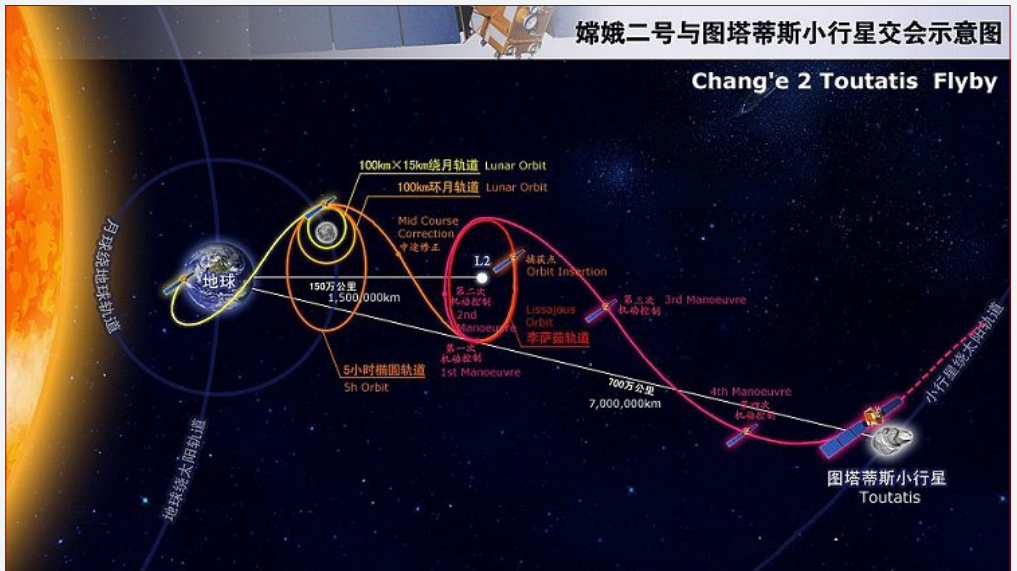 嫦娥二号与图塔蒂斯小行星交会示意图
Chang'e 2 Toutatis Flyby
100km×15km绕月轨道 Lunar Orbit
100km环月轨道 Lunar Orbit
Mid Course
Correction
中途修正
月球绕地球轨道
地球
L2
捕获点
Orbit Insertion
150万公里
1,500,000km
第二次
机动控制
2nd
Manoeuvre
Lissajous
Orbit
李萨茹轨道
第三次
机动控制
3rd Manoeuvre
第一次
机动控制
1st Manoeuvre
5小时椭圆轨道
5h Orbit
700万公里
7,000,000km
4th Manoeuvre
第四次
机动控制
小行星绕太阳轨道
地球绕太阳轨道
图塔蒂斯小行星
Toutatis